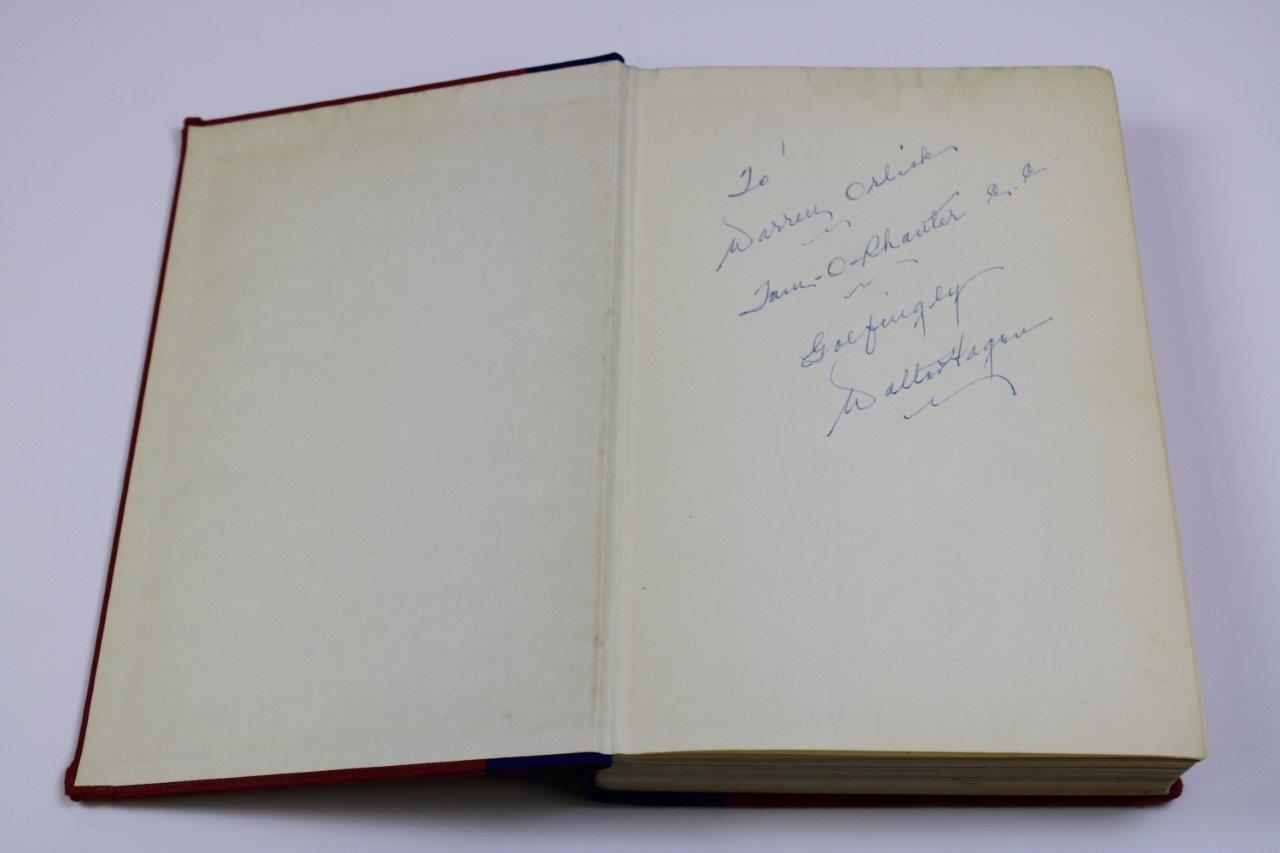 To'
Warren Orlick
Tam-O-Shanter C.C.
Golfingly
Walter Hagen